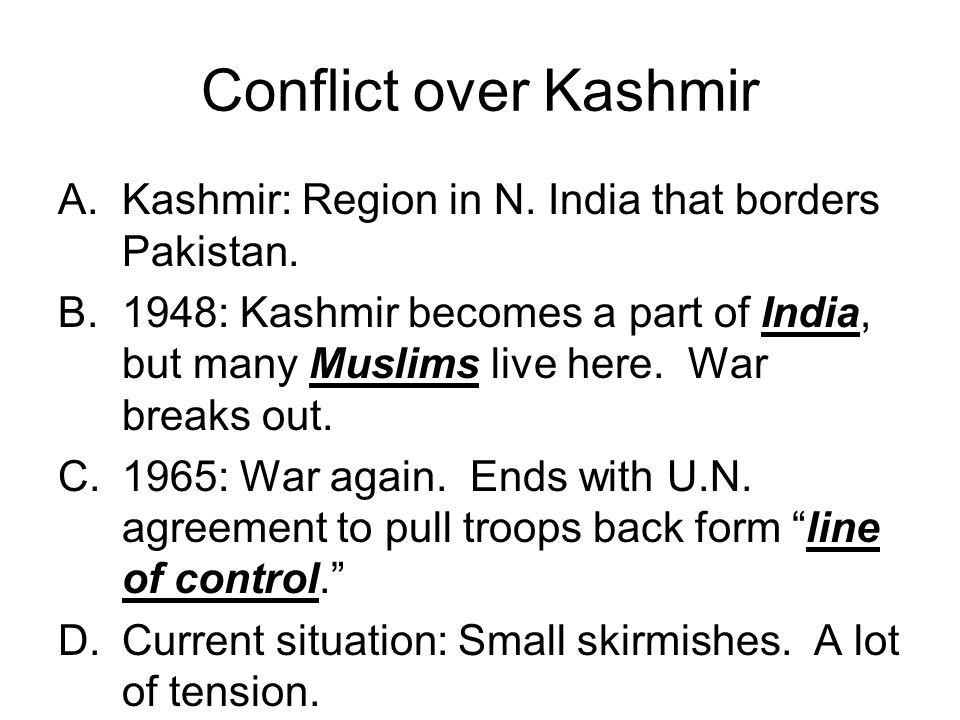 Conflict over Kashmir
A. Kashmir: Region in N. India that borders
Pakistan.
B. 1948: Kashmir becomes a part of India,
but many Muslims live here.  War
breaks out.
C. 1965: War again.  Ends with U.N.
agreement to pull troops back form “line
of control.”
D. Current situation: Small skirmishes.  A lot
of tension.